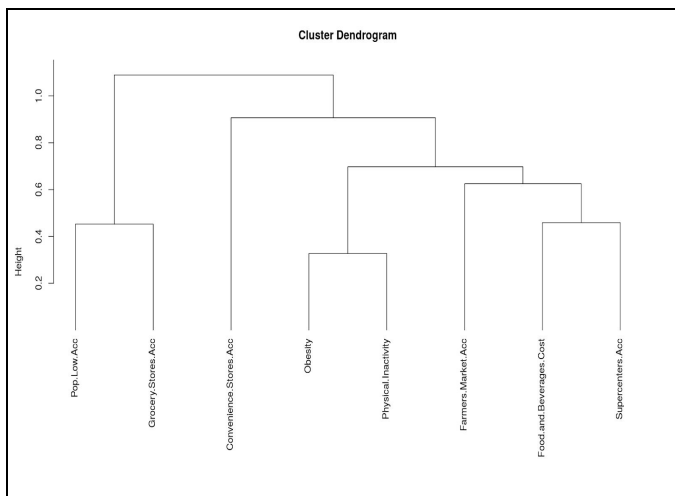 Cluster Dendrogram
Height
1.0
0.8
0.6
0.4
0.2
Pop.Low.Acc
Grocery.Stores.Acc
Convenience.Stores.Acc
Obesity
Physical.Inactivity
Farmers.Market.Acc
Food.and.Beverages.Cost
Supercenters.Acc